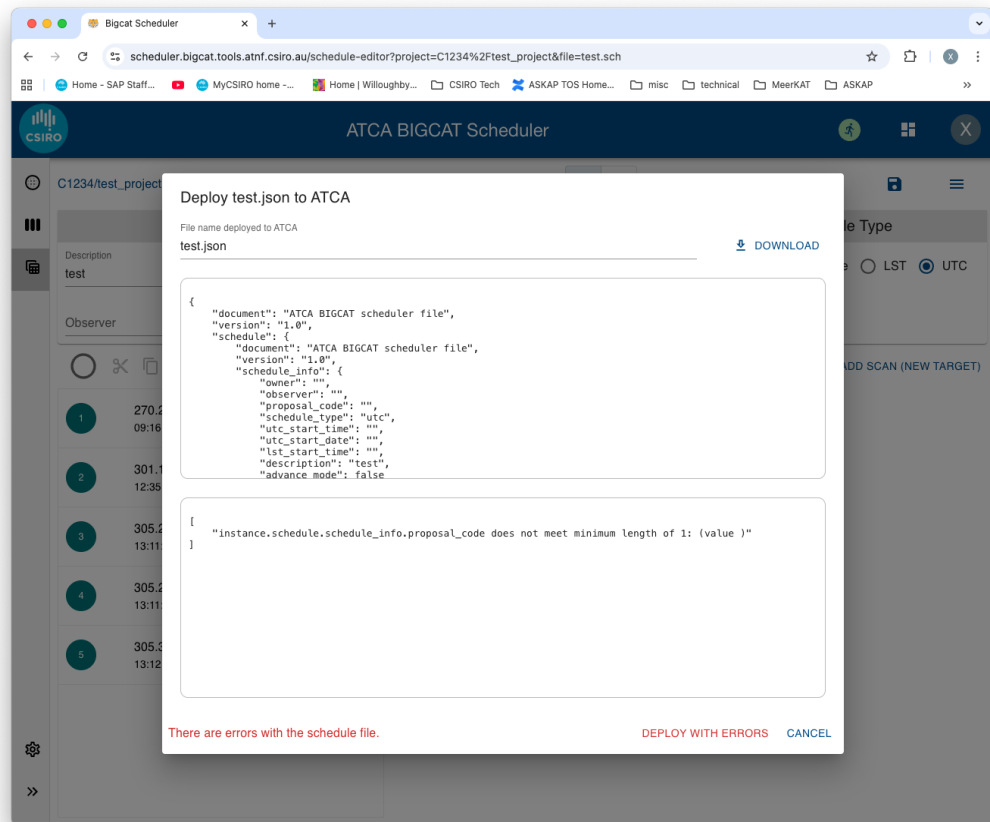 Bigcat Scheduler
scheduler.bigcat.tools.atnf.csiro.au/schedule-editor?project=C1234%2Ftest_project&file=test.sch
X
Home - SAP Staff...
MyCSIRO home -...
Home | Willoughby...
CSIRO Tech
ASKAP TOS Home...
misc
technical
MeerKAT
ASKAP
CSIRO
ATCA BIGCAT Scheduler
X
C1234/test_project
le Type
Description
test
e
LST
UTC
Observer
ADD SCAN (NEW TARGET)
1
270.2
09:16
2
301.1
12:35
3
305.2
13:11:
4
305.2
13:11:
5
305.3
13:12
Deploy test.json to ATCA
File name deployed to ATCA
test.json
DOWNLOAD
{
"document": "ATCA BIGCAT scheduler file",
"version": "1.0",
"schedule": {
"document": "ATCA BIGCAT scheduler file",
"version": "1.0",
"schedule_info": {
"owner": "",
"observer": "",
"proposal_code": "",
"schedule_type": "utc",
"utc_start_time": "",
"utc_start_date": "",
"lst_start_time": "",
"description": "test",
"advance_mode": false
[
"instance.schedule.schedule_info.proposal_code does not meet minimum length of 1: (value )"
]
There are errors with the schedule file.
DEPLOY WITH ERRORS
CANCEL